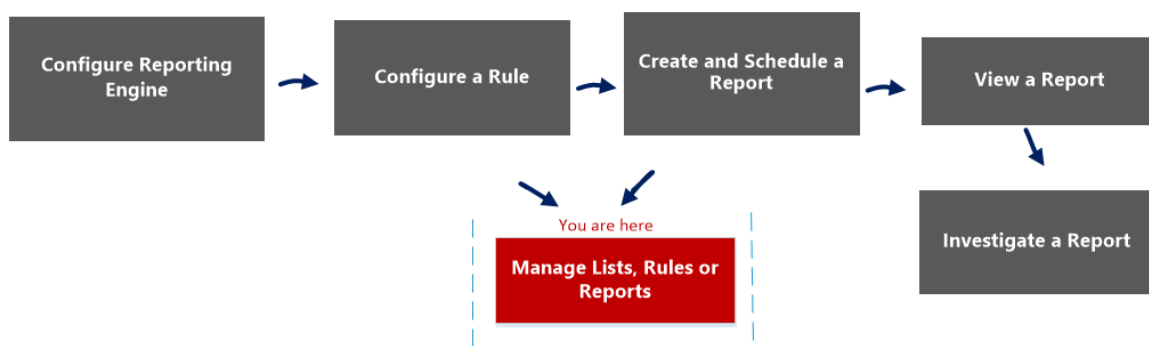 Configure Reporting
Engine
Configure a Rule
Create and Schedule a
Report
View a Report
You are here
Manage Lists, Rules or
Reports
Investigate a Report